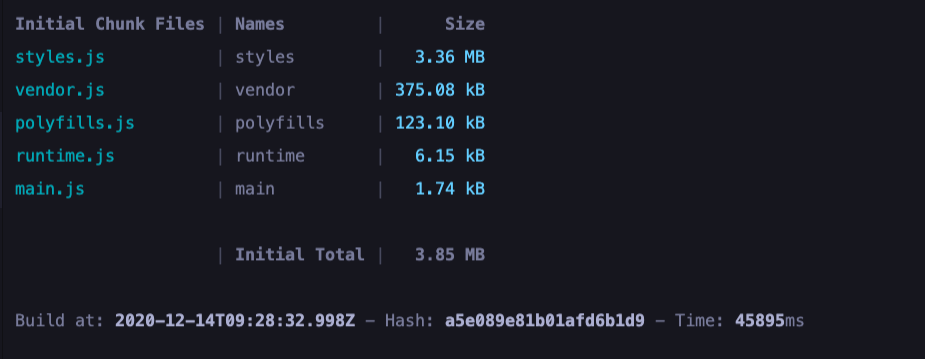 Initial Chunk Files | Names | Size
styles.js | styles | 3.36 MB
vendor.js | vendor | 375.08 kB
polyfills.js | polyfills | 123.10 kB
runtime.js | runtime | 6.15 kB
main.js | main | 1.74 kB
| Initial Total | 3.85 MB
Build at: 2020-12-14T09:28:32.998Z - Hash: a5e089e81b01afd6b1d9 - Time: 45895ms